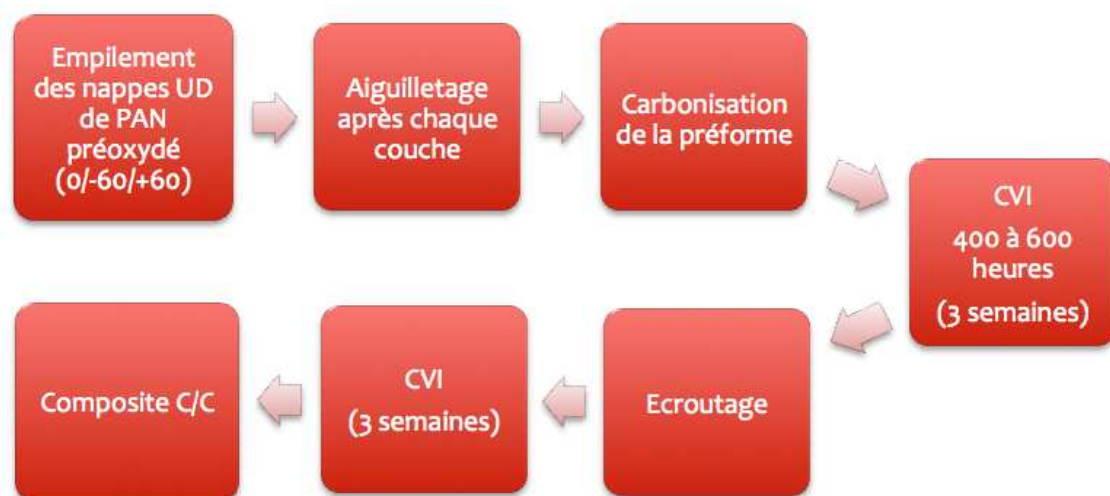 Empilement
des nappes UD
de PAN
préoxydé
(0/-60/+60)
Aiguilletage
après chaque
couche
Carbonisation
de la préforme
CVI
400 à 600
heures
(3 semaines)
Ecroutage
CVI
(3 semaines)
Composite C/C